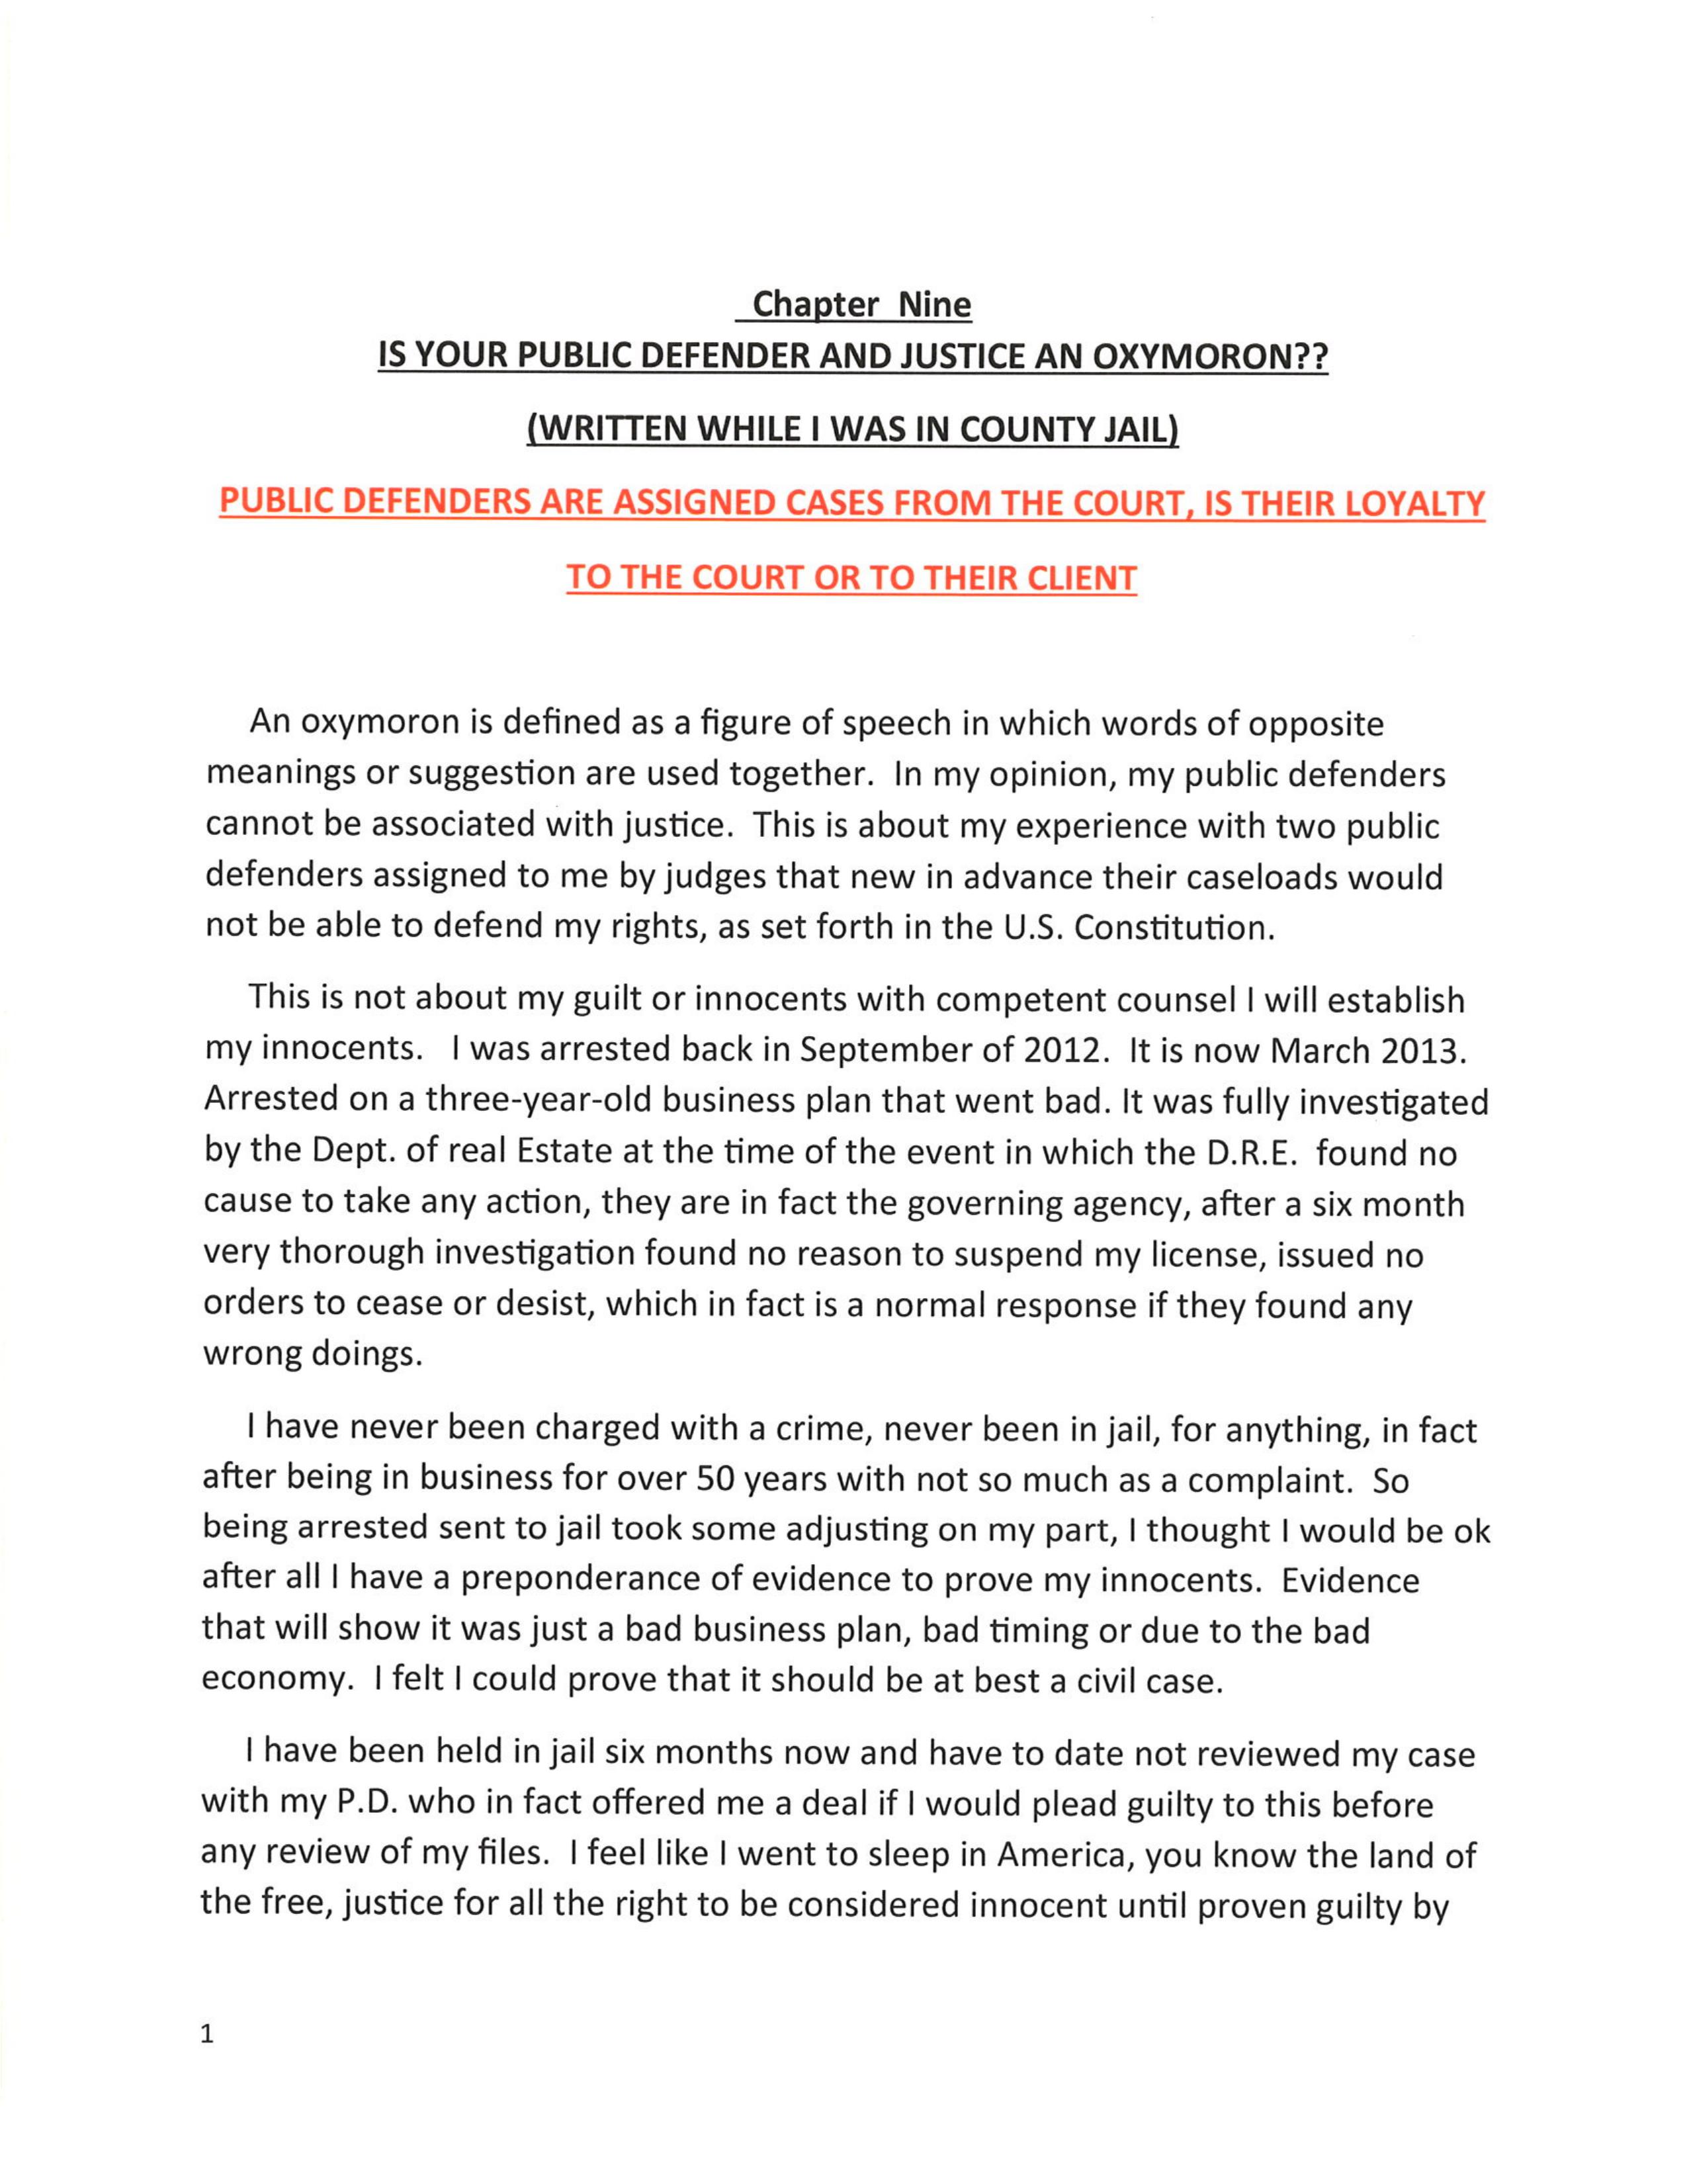 Chapter Nine
IS YOUR PUBLIC DEFENDER AND JUSTICE AN OXYMORON??
(WRITTEN WHILE I WAS IN COUNTY JAIL)
PUBLIC DEFENDERS ARE ASSIGNED CASES FROM THE COURT, IS THEIR LOYALTY
TO THE COURT OR TO THEIR CLIENT
An oxymoron is defined as a figure of speech in which words of opposite
meanings or suggestion are used together. In my opinion, my public defenders
cannot be associated with justice. This is about my experience with two public
defenders assigned to me by judges that new in advance their caseloads would
not be able to defend my rights, as set forth in the U.S. Constitution.
This is not about my guilt or innocents with competent counsel I will establish
my innocents. I was arrested back in September of 2012. It is now March 2013.
Arrested on a three-year-old business plan that went bad. It was fully investigated
by the Dept. of real Estate at the time of the event in which the D.R.E. found no
cause to take any action, they are in fact the governing agency, after a six month
very thorough investigation found no reason to suspend my license, issued no
orders to cease or desist, which in fact is a normal response if they found any
wrong doings.
I have never been charged with a crime, never been in jail, for anything, in fact
after being in business for over 50 years with not so much as a complaint. So
being arrested sent to jail took some adjusting on my part, I thought I would be ok
after all I have a preponderance of evidence to prove my innocents. Evidence
that will show it was just a bad business plan, bad timing or due to the bad
economy. I felt I could prove that it should be at best a civil case.
I have been held in jail six months now and have to date not reviewed my case
with my P.D. who in fact offered me a deal if I would plead guilty to this before
any review of my files. I feel like I went to sleep in America, you know the land of
the free, justice for all the right to be considered innocent until proven guilty by
1